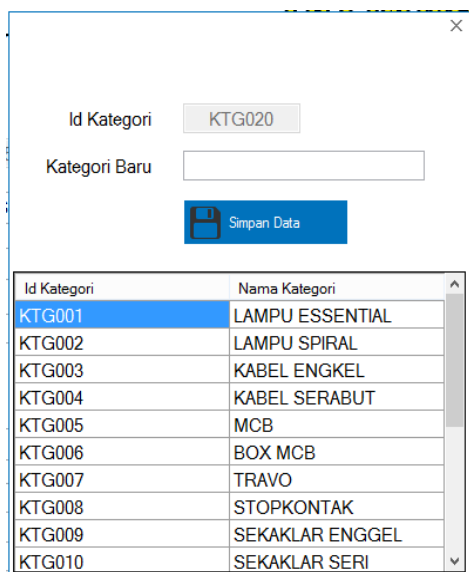 Id Kategori KTG020
Kategori Baru
Simpan Data
Id Kategori Nama Kategori
KTG001 LAMPU ESSENTIAL
KTG002 LAMPU SPIRAL
KTG003 KABEL ENGKEL
KTG004 KABEL SERABUT
KTG005 MCB
KTG006 BOX MCB
KTG007 TRAVO
KTG008 STOPKONTAK
KTG009 SEKAKLAR ENGGEL
KTG010 SEKAKLAR SERI